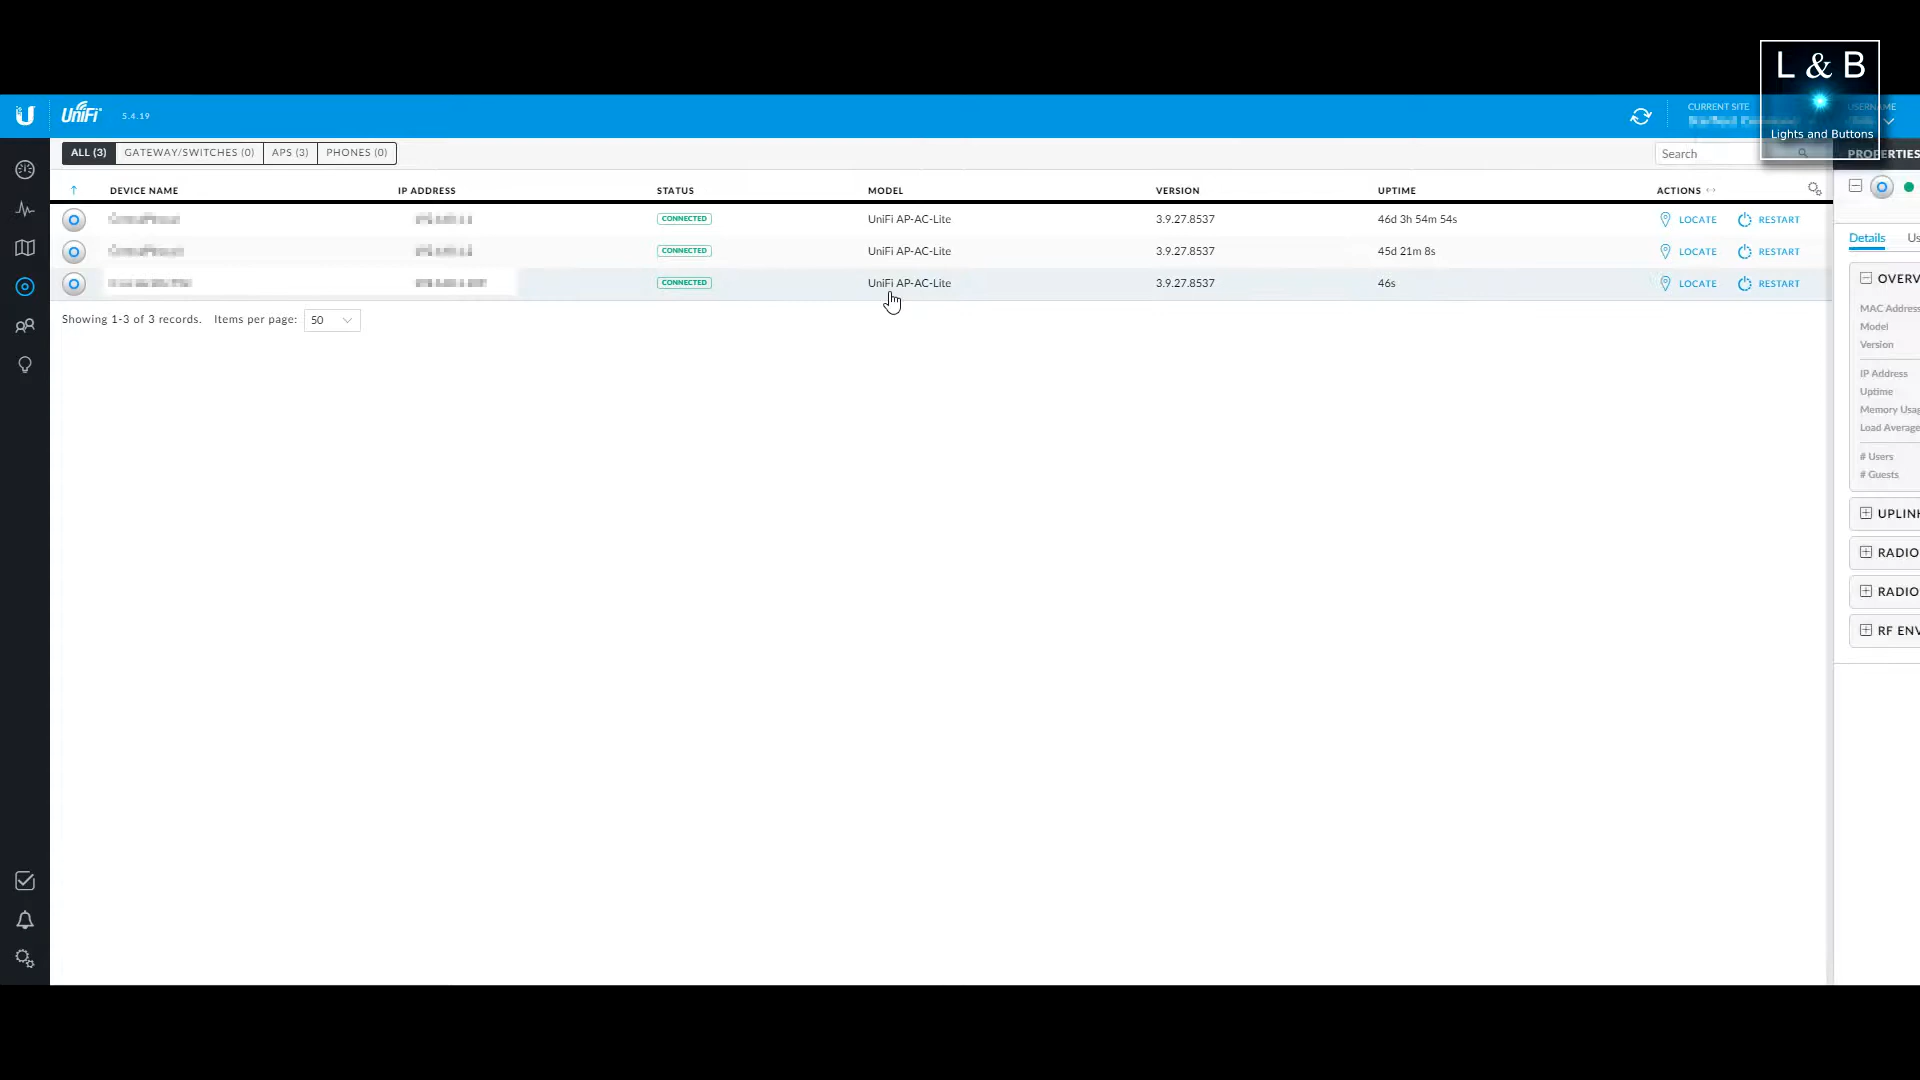 L & B
Lights and Buttons
UniFi 5.4.19
CURRENT SITE
USERNAME
ALL (3) GATEWAY/SWITCHES (0) APS (3) PHONES (0)
Search
PROPERTIES
DEVICE NAME IP ADDRESS STATUS MODEL VERSION UPTIME ACTIONS
CONNECTED UniFi AP-AC-Lite 3.9.27.8537 46d 3h 54m 54s LOCATE RESTART
CONNECTED UniFi AP-AC-Lite 3.9.27.8537 45d 21m 8s LOCATE RESTART
CONNECTED UniFi AP-AC-Lite 3.9.27.8537 46s LOCATE RESTART
Showing 1-3 of 3 records. Items per page: 50
Details Us
OVERV
MAC Address
Model
Version
IP Address
Uptime
Memory Usag
Load Average
# Users
# Guests
UPLINK
RADIO
RADIO
RF ENV